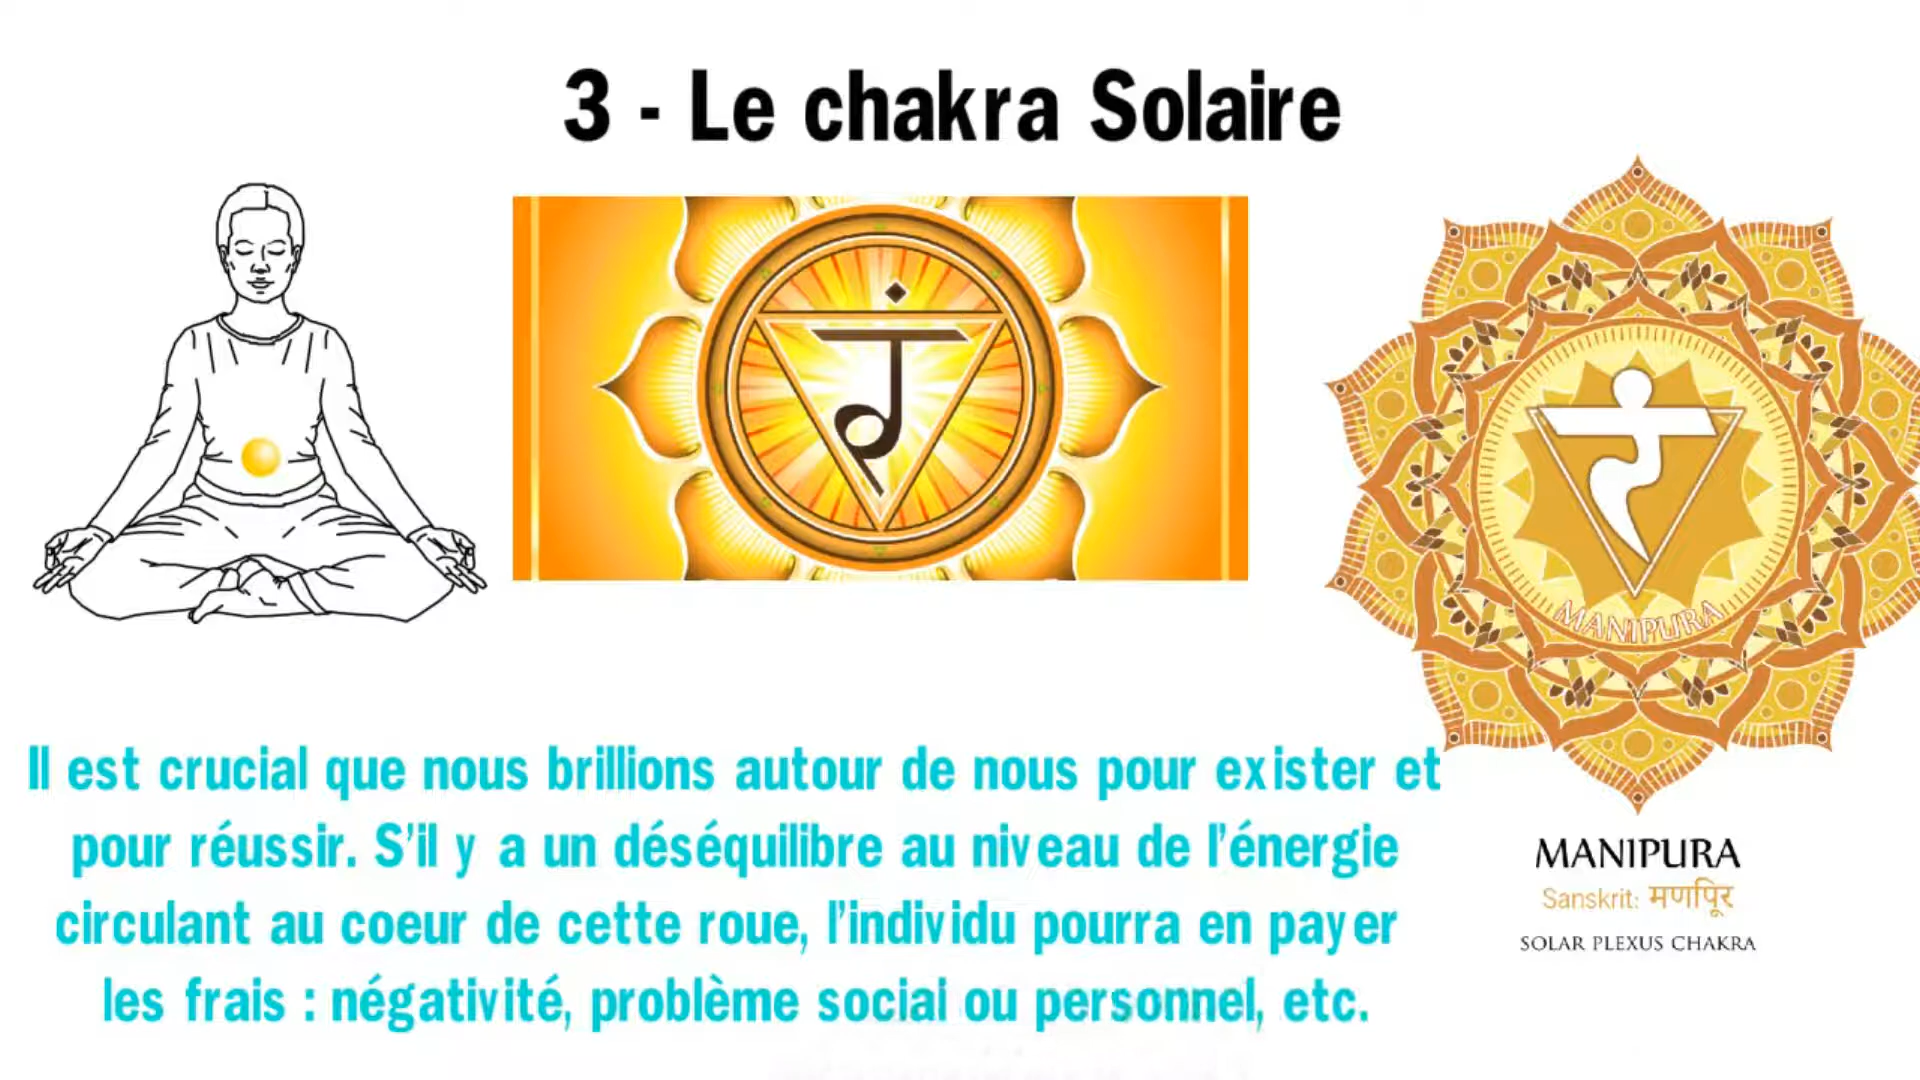 3 - Le chakra Solaire
MANIPURA
Il est crucial que nous brillions autour de nous pour exister et
pour réussir. S'il y a un déséquilibre au niveau de l'énergie
circulant au coeur de cette roue, l'individu pourra en payer
les frais : négativité, problème social ou personnel, etc.
MANIPURA
Sanskrit: मणिपूर
SOLAR PLEXUS CHAKRA